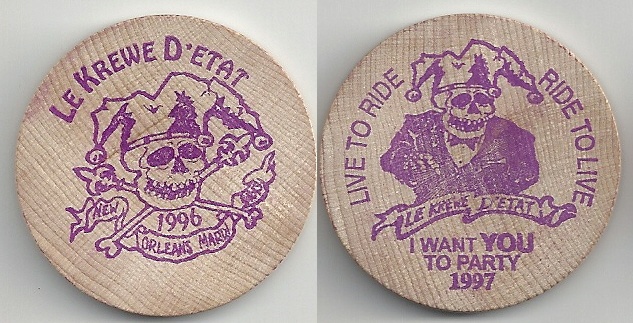 LE KREWE D'ETAT
NEW
1996
ORLEANS MARDI
LIVE TO RIDE
RIDE TO LIVE
LE KREWE D'ETAT
I WANT YOU
TO PARTY
1997